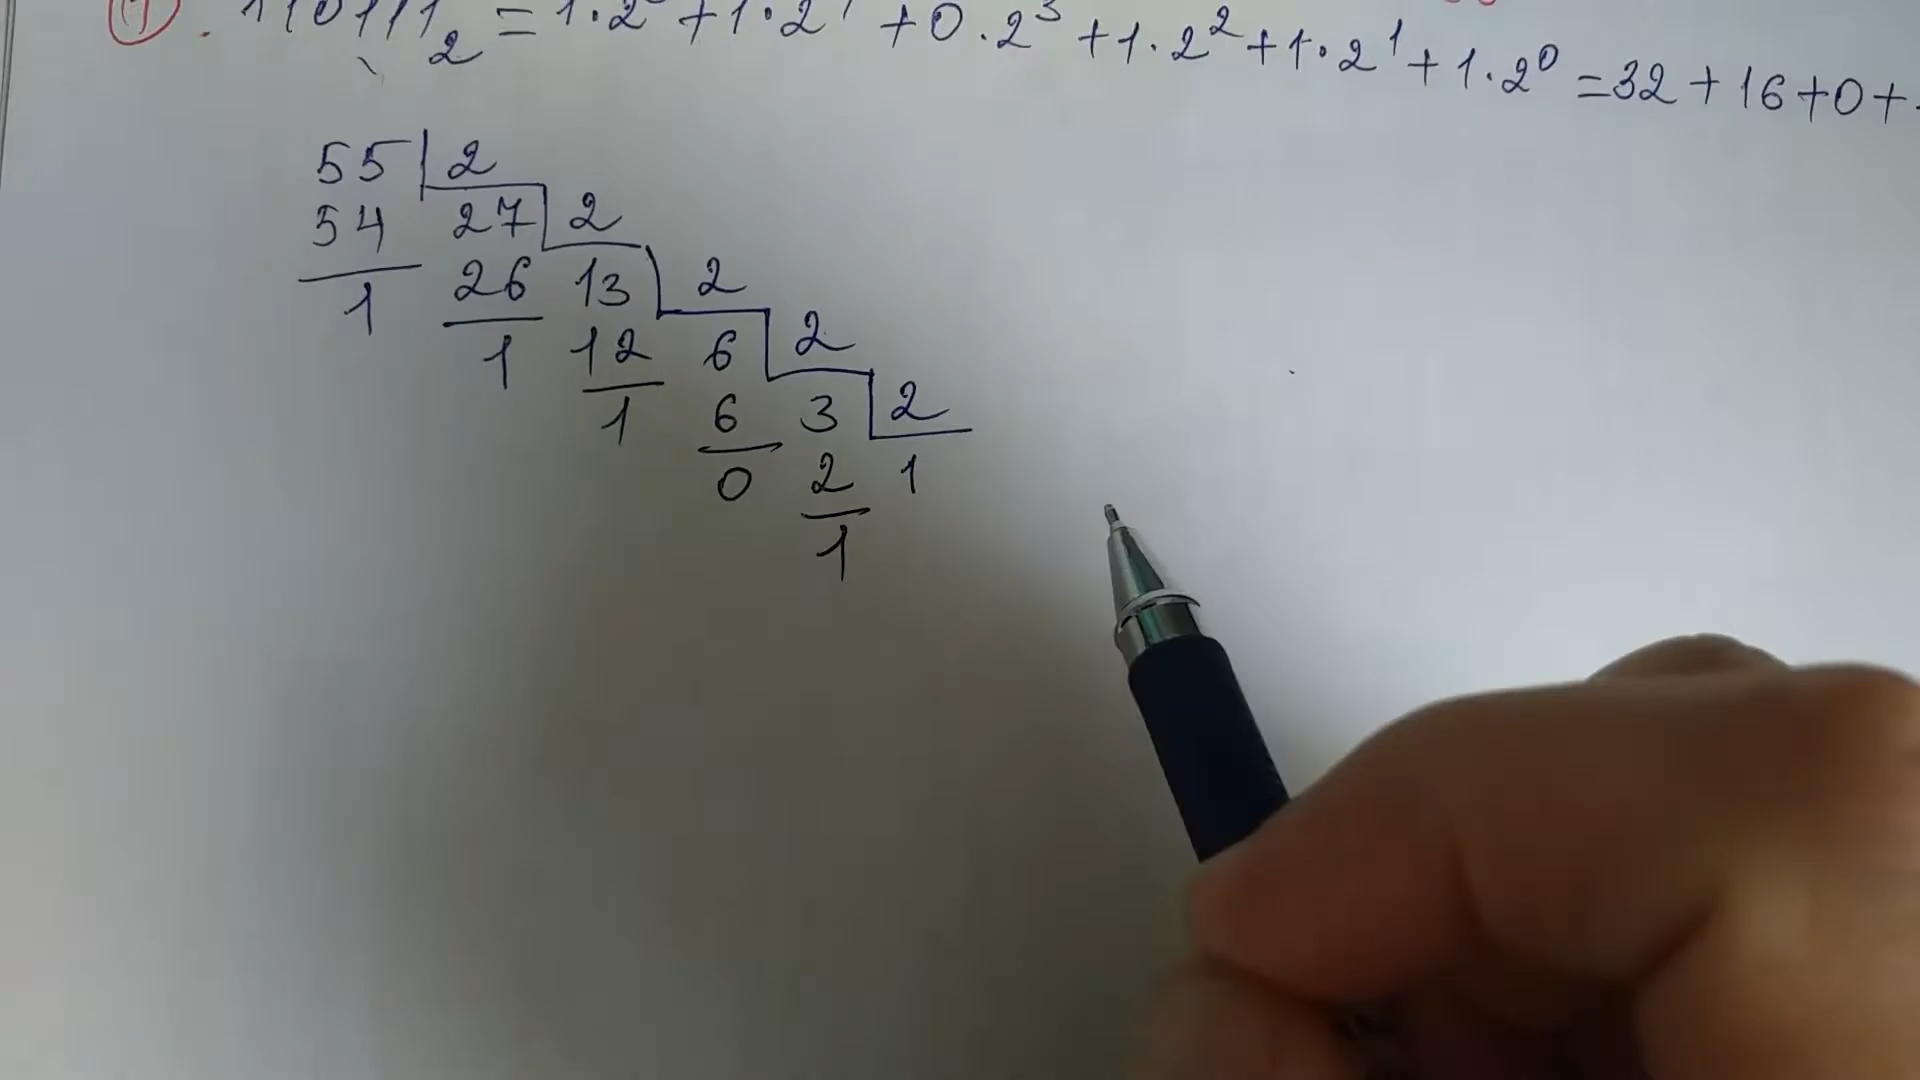 ① . 110111₂ = 1·2⁵ + 1·2⁴ + 0·2³ + 1·2² + 1·2¹ + 1·2⁰ = 32 + 16 + 0 +
55 2
54 27 2
1 26 13 2
1 12 6 2
1 6 3 2
0 2 1
1